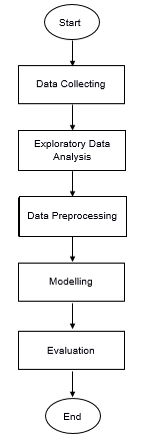 Start
Data Collecting
Exploratory Data
Analysis
Data Preprocessing
Modelling
Evaluation
End